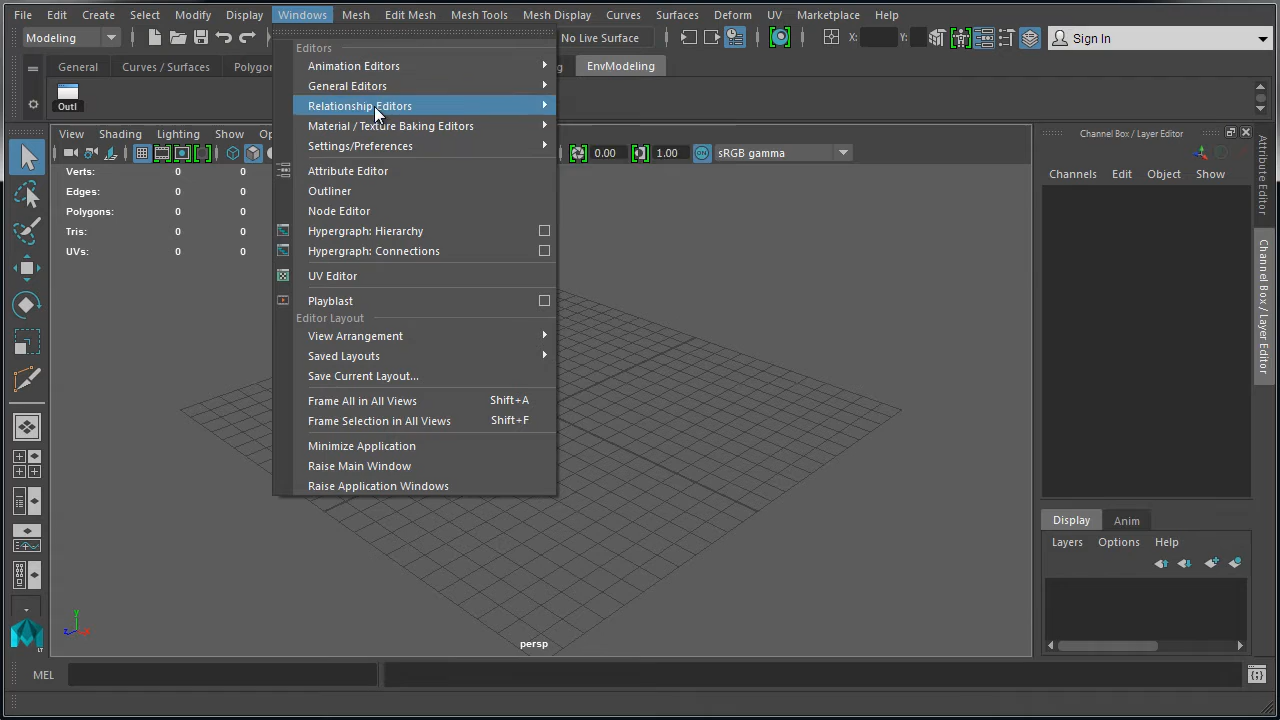 File Edit Create Select Modify Display Windows Mesh Edit Mesh Mesh Tools Mesh Display Curves Surfaces Deform UV Marketplace Help
Modeling No Live Surface X: Y: Sign In
General Curves / Surfaces EnvModeling
Outl
View Shading Lighting Show 0.00 1.00 ON sRGB gamma
Verts: 0 0
Edges: 0 0
Polygons: 0 0
Tris: 0 0
UVs: 0 0
Editors
Animation Editors
General Editors
Relationship Editors
Material / Texture Baking Editors
Settings/Preferences
Attribute Editor
Outliner
Node Editor
Hypergraph: Hierarchy
Hypergraph: Connections
UV Editor
Playblast
Editor Layout
View Arrangement
Saved Layouts
Save Current Layout...
Frame All in All Views Shift+A
Frame Selection in All Views Shift+F
Minimize Application
Raise Main Window
Raise Application Windows
persp
y
z x
LT
Channel Box / Layer Editor
Channels Edit Object Show
Attribute Editor
Channel Box / Layer Editor
Display Anim
Layers Options Help
MEL